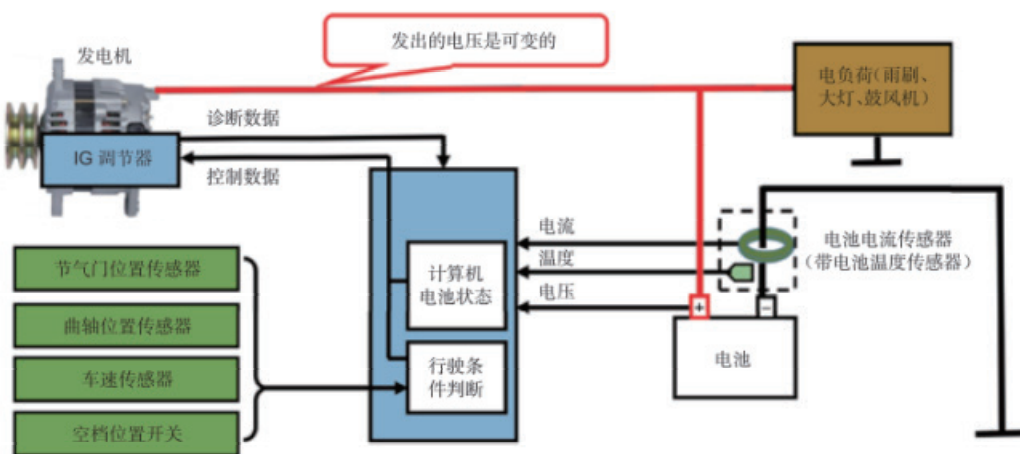 发出的电压是可变的
发电机
电负荷(雨刷、
大灯、鼓风机)
诊断数据
IG 调节器
控制数据
电流
电池电流传感器
(带电池温度传感器)
温度
电压
计算机
电池状态
节气门位置传感器
曲轴位置传感器
车速传感器
空档位置开关
行驶条
件判断
+
−
电池